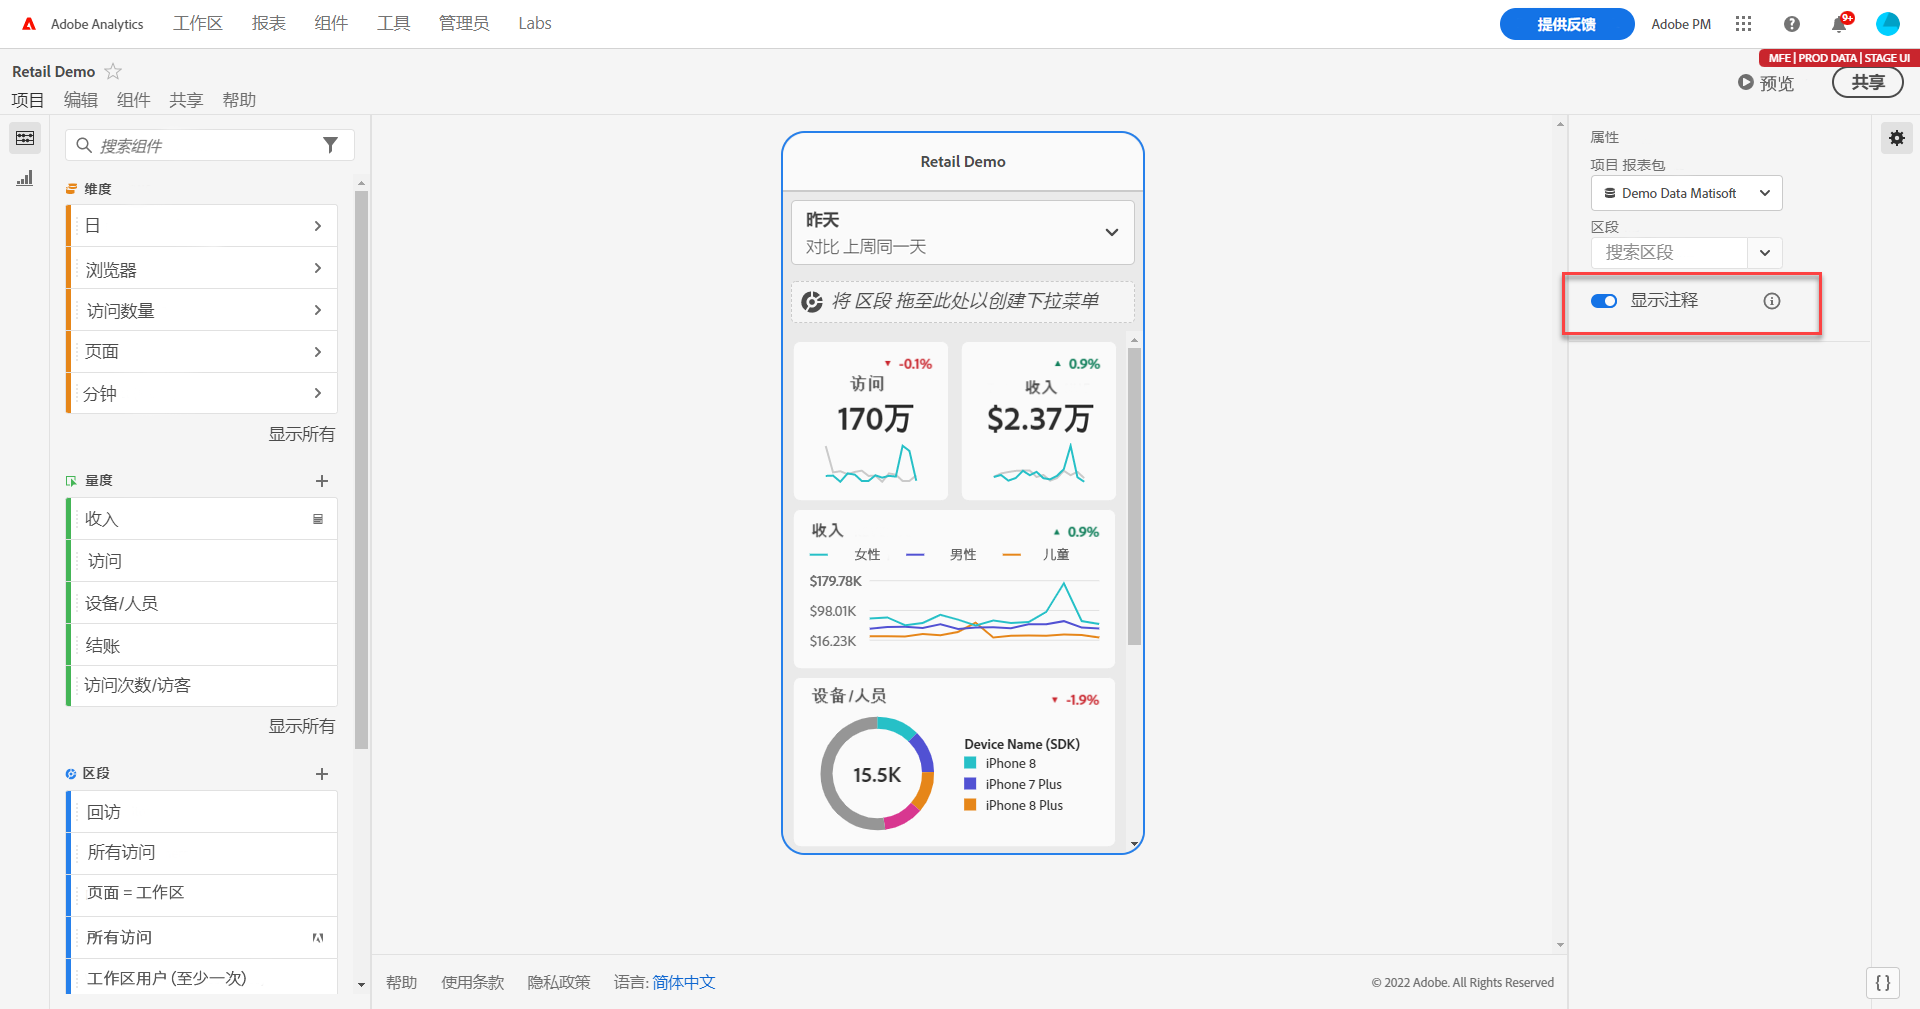 Adobe Analytics 工作区 报表 组件 工具 管理员 Labs 提供反馈 Adobe PM 9+
MFE | PROD DATA | STAGE UI
Retail Demo
预览 共享
项目 编辑 组件 共享 帮助
搜索组件
维度
日
浏览器
访问数量
页面
分钟
显示所有
量度
收入
访问
设备/人员
结账
访问次数/访客
显示所有
区段
回访
所有访问
页面 = 工作区
所有访问
工作区用户 (至少一次)
Retail Demo
昨天
对比 上周同一天
将 区段 拖至此处以创建下拉菜单
-0.1%
访问
170万
0.9%
收入
$2.37万
收入
0.9%
女性 男性 儿童
$179.78K
$98.01K
$16.23K
设备/人员
-1.9%
15.5K
Device Name (SDK)
iPhone 8
iPhone 7 Plus
iPhone 8 Plus
属性
项目 报表包
Demo Data Matisoft
区段
搜索区段
显示注释
帮助 使用条款 隐私政策 语言: 简体中文
© 2022 Adobe. All Rights Reserved
{ }